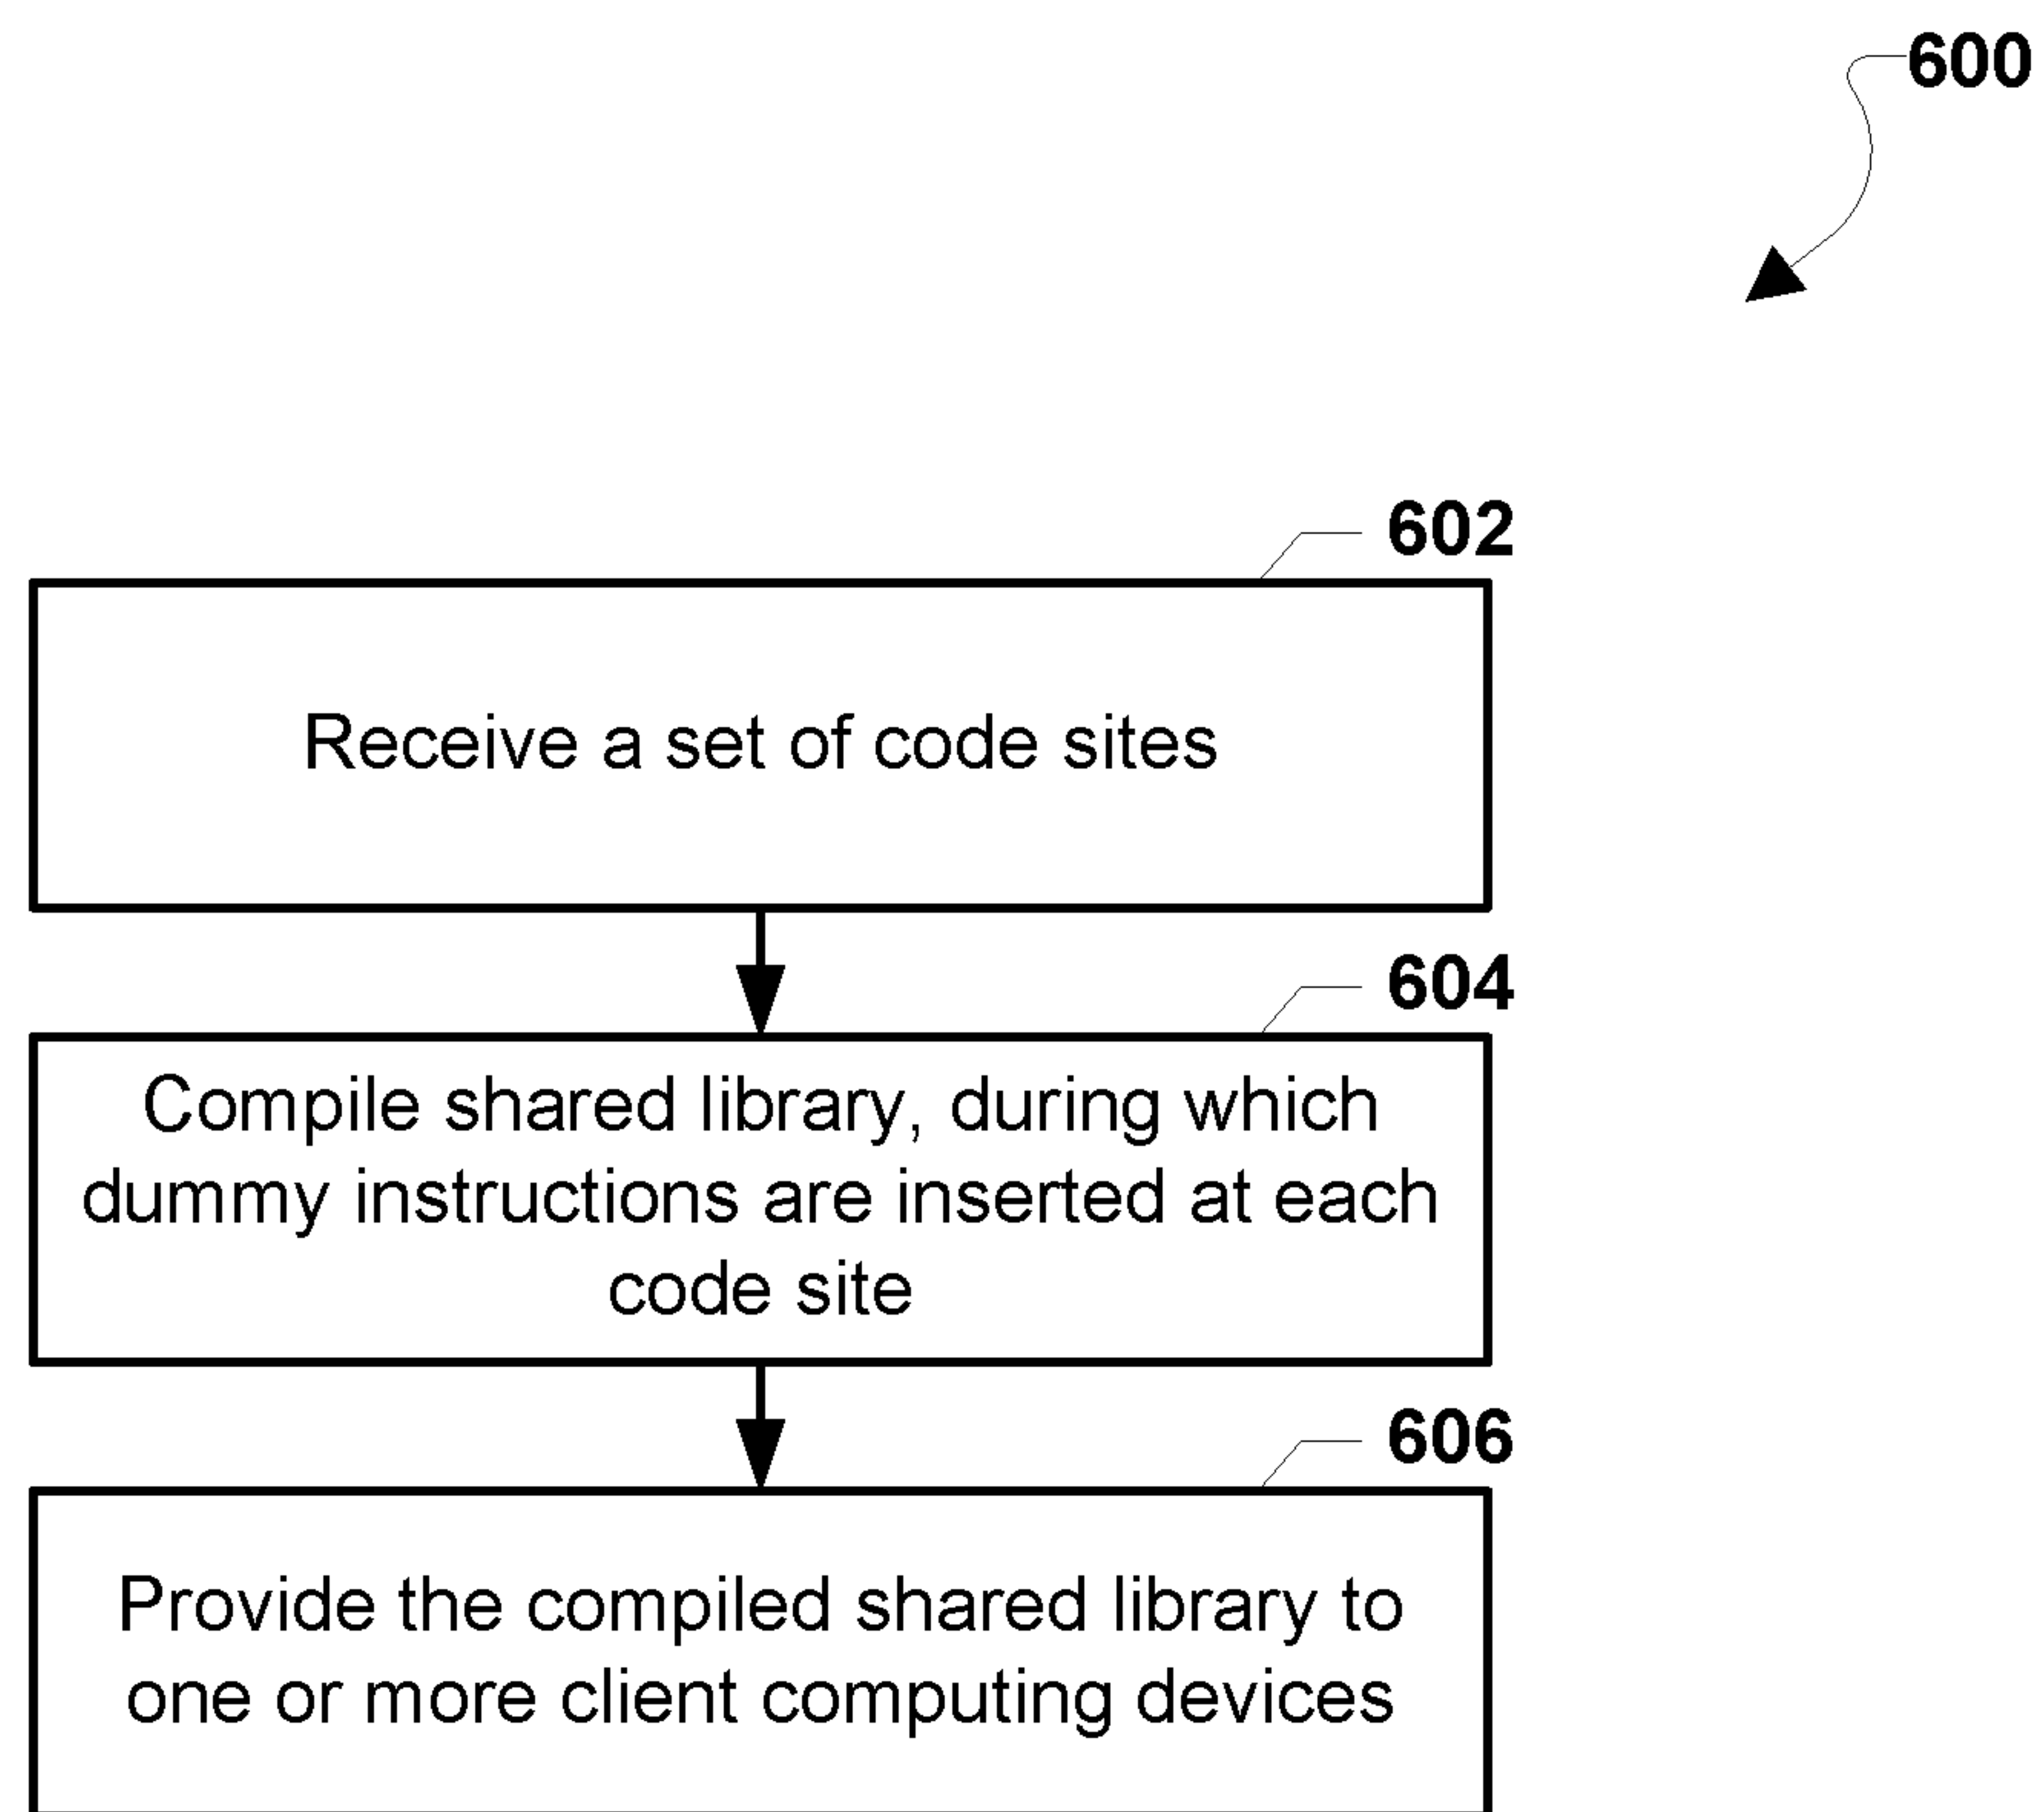 600
602
Receive a set of code sites
604
Compile shared library, during which
dummy instructions are inserted at each
code site
606
Provide the compiled shared library to
one or more client computing devices